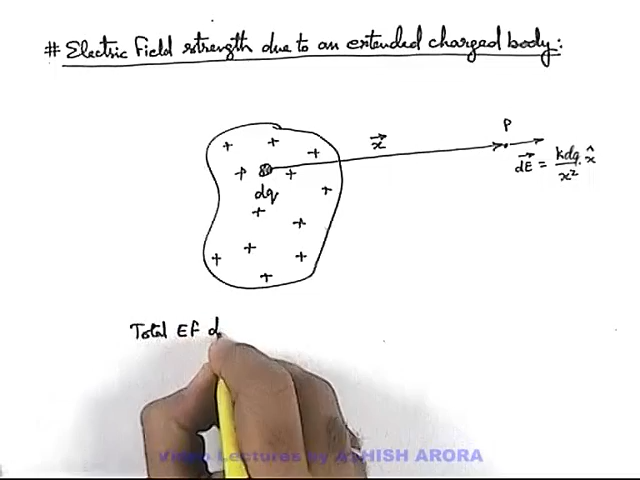 # Electric Field strength due to an extended charged body:
+ + +
+ +
dq
+
+
+
+
+ +
+
x⃗
P
dE⃗ = kdq/x² · x̂
Total EF d
Video Lectures by ASHISH ARORA